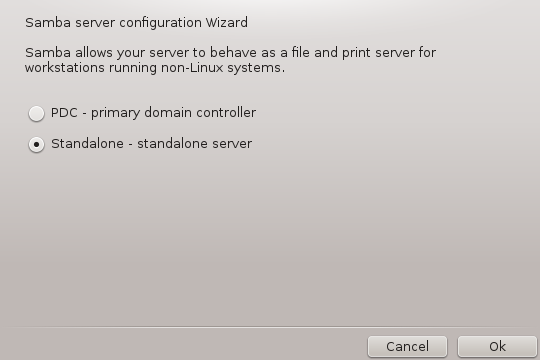 Samba server configuration Wizard
Samba allows your server to behave as a file and print server for
workstations running non-Linux systems.
PDC - primary domain controller
Standalone - standalone server
Cancel
Ok